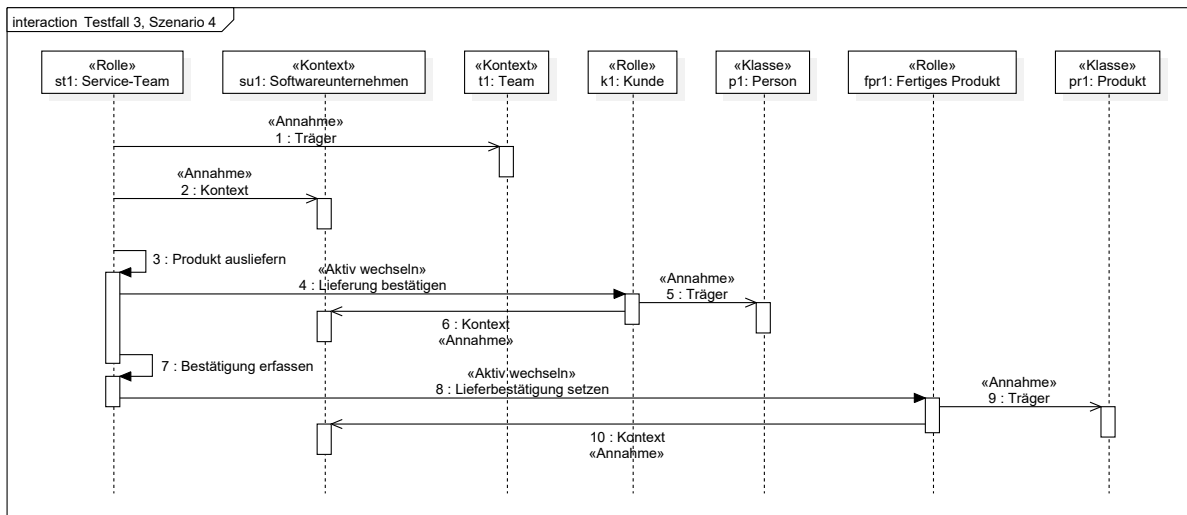 interaction Testfall 3, Szenario 4
«Rolle»
st1: Service-Team
«Kontext»
su1: Softwareunternehmen
«Kontext»
t1: Team
«Rolle»
k1: Kunde
«Klasse»
p1: Person
«Rolle»
fpr1: Fertiges Produkt
«Klasse»
pr1: Produkt
«Annahme»
1 : Träger
«Annahme»
2 : Kontext
3 : Produkt ausliefern
«Aktiv wechseln»
4 : Lieferung bestätigen
«Annahme»
5 : Träger
6 : Kontext
«Annahme»
7 : Bestätigung erfassen
«Aktiv wechseln»
8 : Lieferbestätigung setzen
«Annahme»
9 : Träger
10 : Kontext
«Annahme»